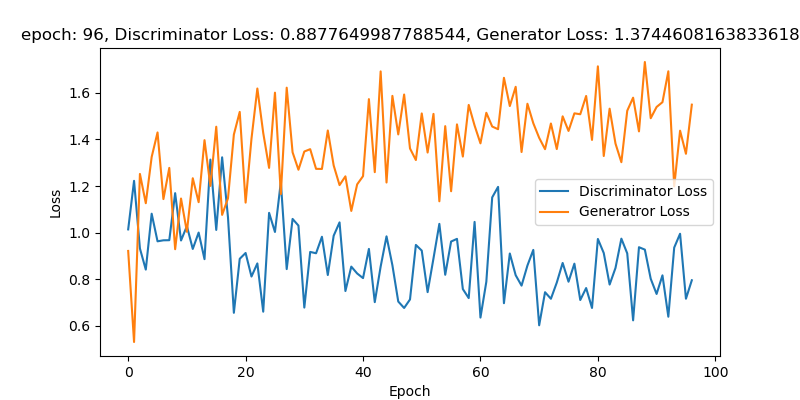 epoch: 96, Discriminator Loss: 0.8877649987788544, Generator Loss: 1.3744608163833618
1.6
1.4
1.2
1.0
0.8
0.6
Loss
Discriminator Loss
Generatror Loss
0 20 40 60 80 100
Epoch